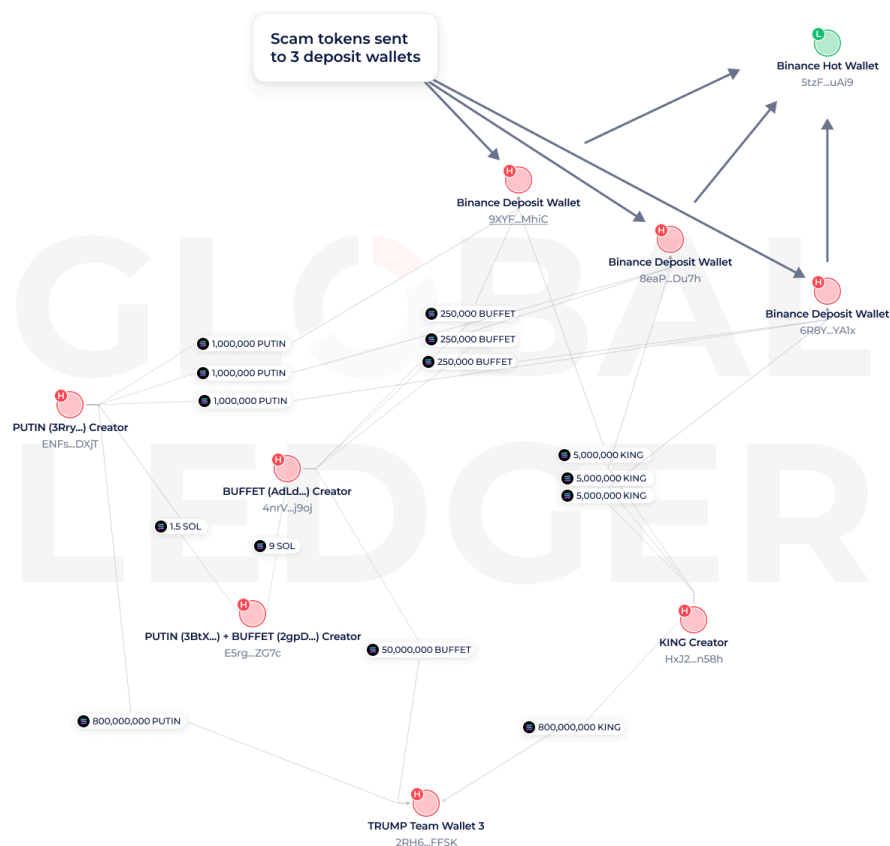 Scam tokens sent
to 3 deposit wallets
L
Binance Hot Wallet
5tzF...uAi9
H
Binance Deposit Wallet
9XYF...MhiC
H
Binance Deposit Wallet
8eaP...Du7h
H
Binance Deposit Wallet
6R8Y...YA1x
GLOBAL
LEDGER
250,000 BUFFET
250,000 BUFFET
250,000 BUFFET
1,000,000 PUTIN
1,000,000 PUTIN
1,000,000 PUTIN
H
PUTIN (3Rry...) Creator
ENFs...DXjT
H
BUFFET (AdLd...) Creator
4nrV...j9oj
5,000,000 KING
5,000,000 KING
5,000,000 KING
1.5 SOL
9 SOL
H
PUTIN (3BtX...) + BUFFET (2gpD...) Creator
E5rg...ZG7c
H
KING Creator
HxJ2...n58h
50,000,000 BUFFET
800,000,000 PUTIN
800,000,000 KING
H
TRUMP Team Wallet 3
2RH6...FFSK